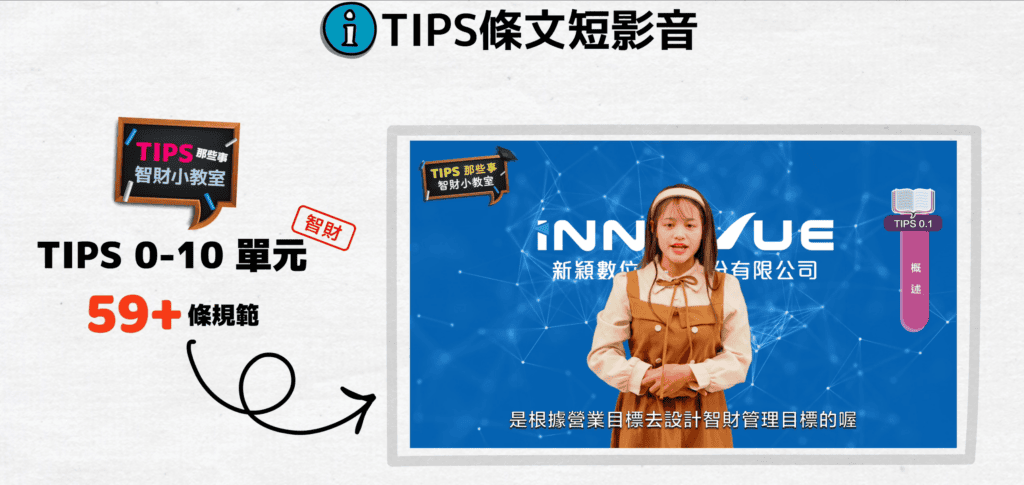 i TIPS條文短影音
TIPS 那些事
智財小教室
智財
TIPS 0-10 單元
59+ 條規範
TIPS 那些事
智財小教室
TIPS 0.1
概述
iNN VUE
新穎數位 份有限公司
是根據營業目標去設計智財管理目標的喔